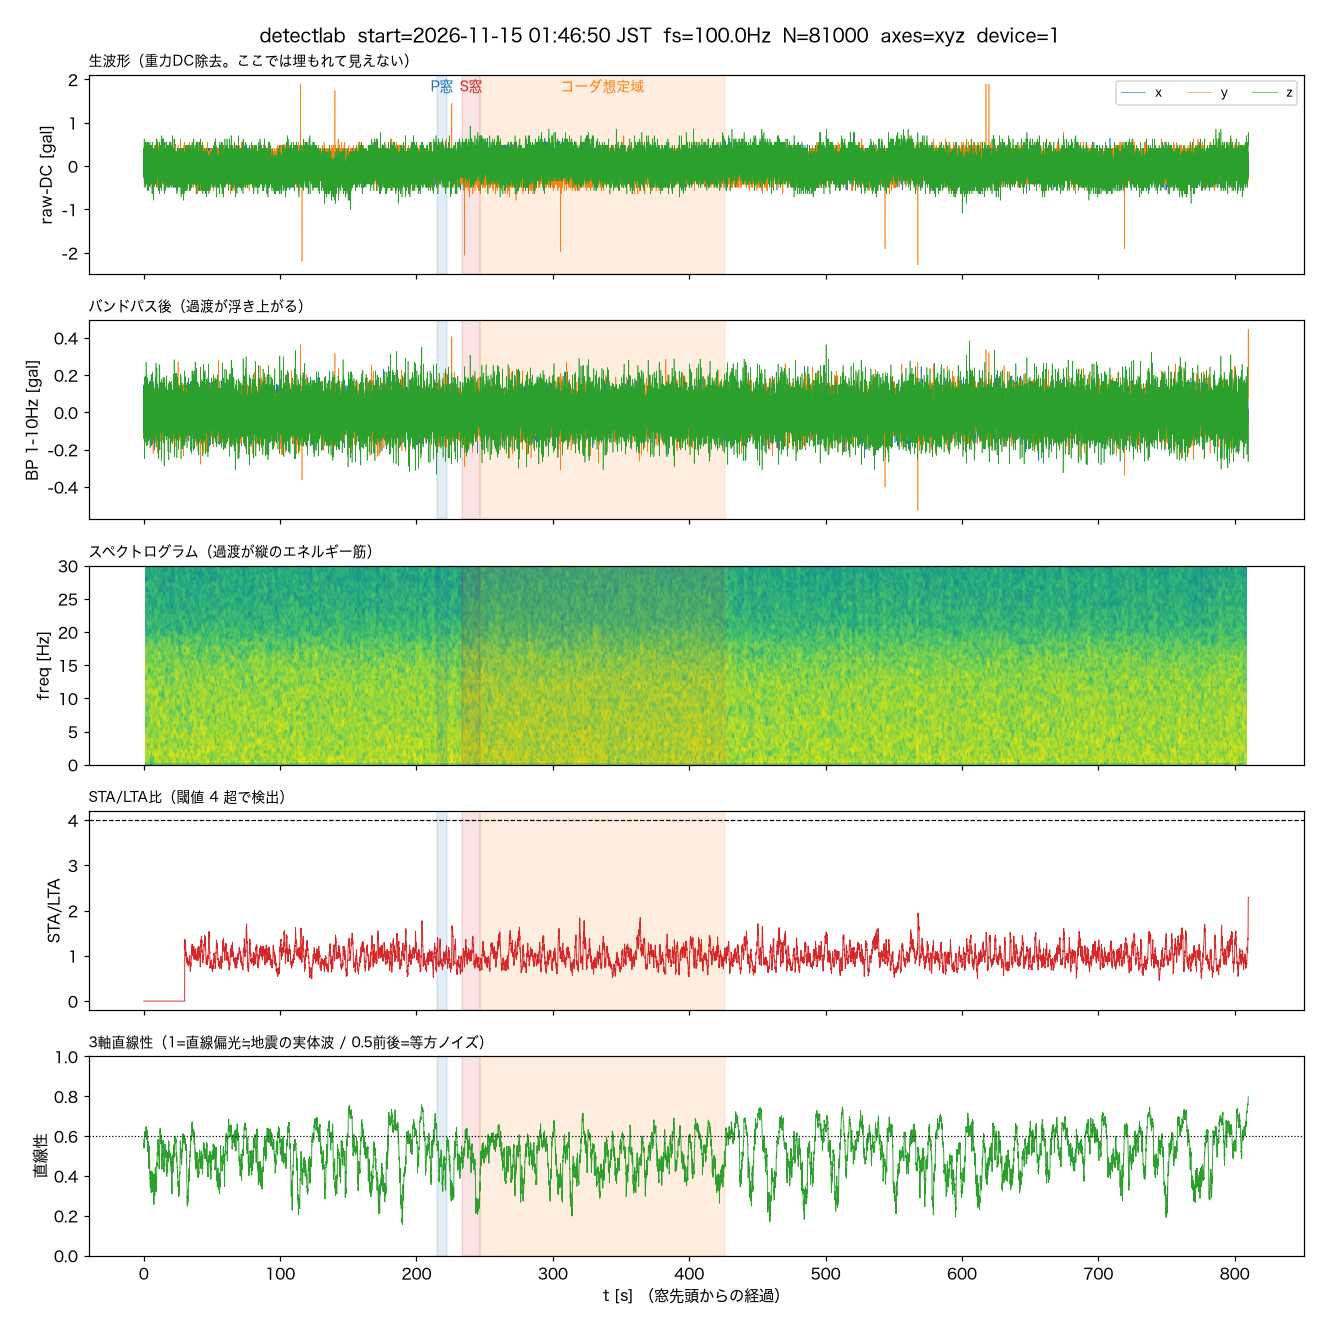 detectlab  start=2026-11-15 01:46:50 JST  fs=100.0Hz  N=81000  axes=xyz  device=1
生波形（重力DC除去。ここでは埋もれて見えない）
P窓 S窓 コーダ想定域
x y z
raw-DC [gal]
2
1
0
-1
-2
バンドパス後（過渡が浮き上がる）
BP 1-10Hz [gal]
0.4
0.2
0.0
-0.2
-0.4
スペクトログラム（過渡が縦のエネルギー筋）
freq [Hz]
30
25
20
15
10
5
0
STA/LTA比（閾値 4 超で検出）
STA/LTA
4
3
2
1
0
3軸直線性（1=直線偏光≒地震の実体波 / 0.5前後=等方ノイズ）
直線性
1.0
0.8
0.6
0.4
0.2
0.0
0 100 200 300 400 500 600 700 800
t [s] （窓先頭からの経過）